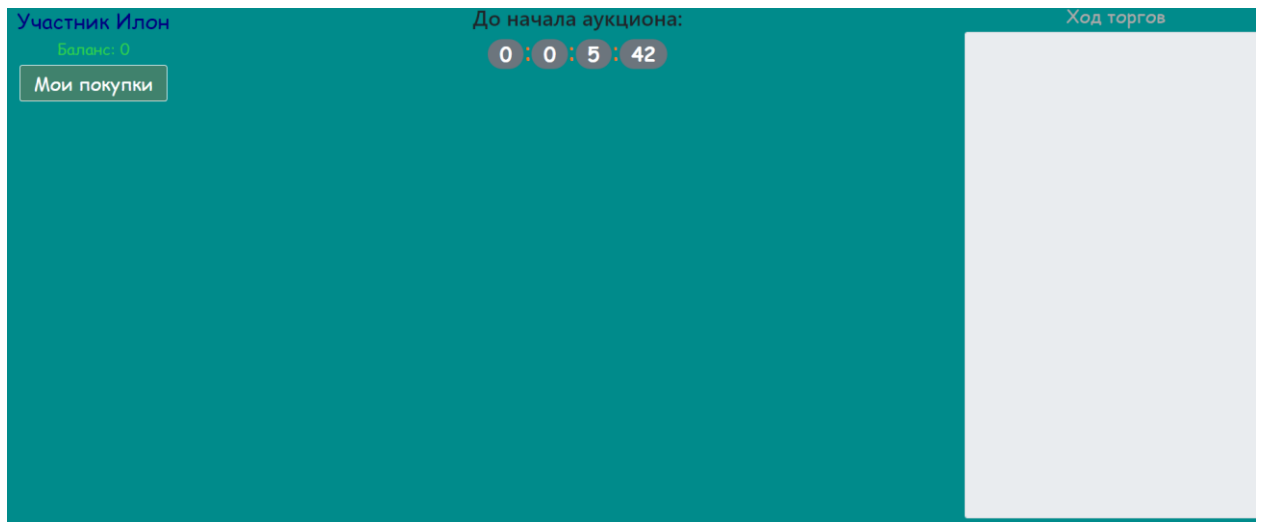 Участник Илон
Баланс: 0
Мои покупки
До начала аукциона:
0 : 0 : 5 : 42
Ход торгов